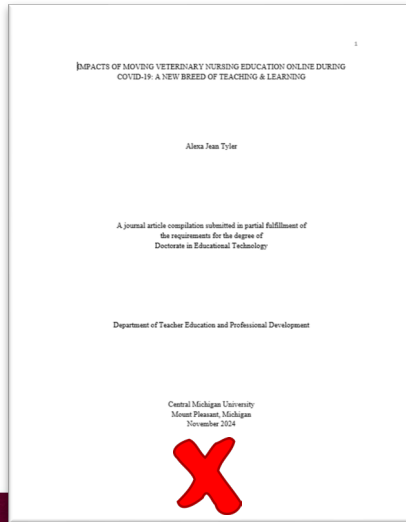 1
IMPACTS OF MOVING VETERINARY NURSING EDUCATION ONLINE DURING
COVID-19: A NEW BREED OF TEACHING & LEARNING
Alexa Jean Tyler
A journal article compilation submitted in partial fulfillment of
the requirements for the degree of
Doctorate in Educational Technology
Department of Teacher Education and Professional Development
Central Michigan University
Mount Pleasant, Michigan
November 2024